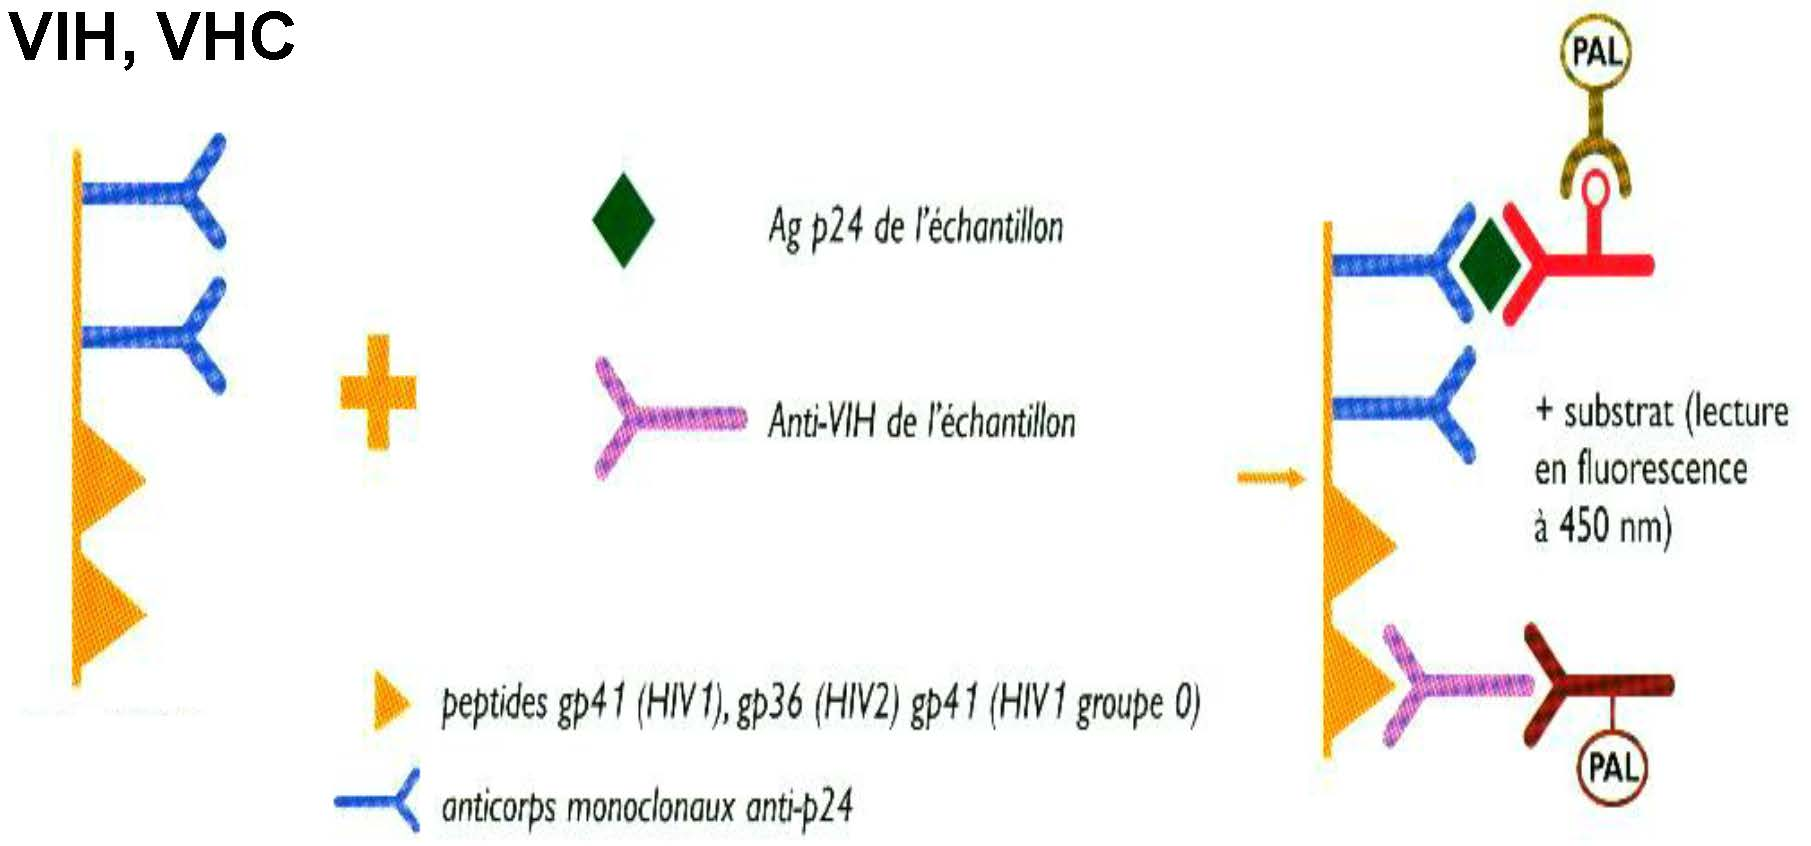 VIH, VHC
PAL
Ag p24 de l'échantillon
Anti-VIH de l'échantillon
+ substrat (lecture
en fluorescence
à 450 nm)
peptides gp41 (HIV1), gp36 (HIV2) gp41 (HIV1 groupe 0)
PAL
anticorps monoclonaux anti-p24